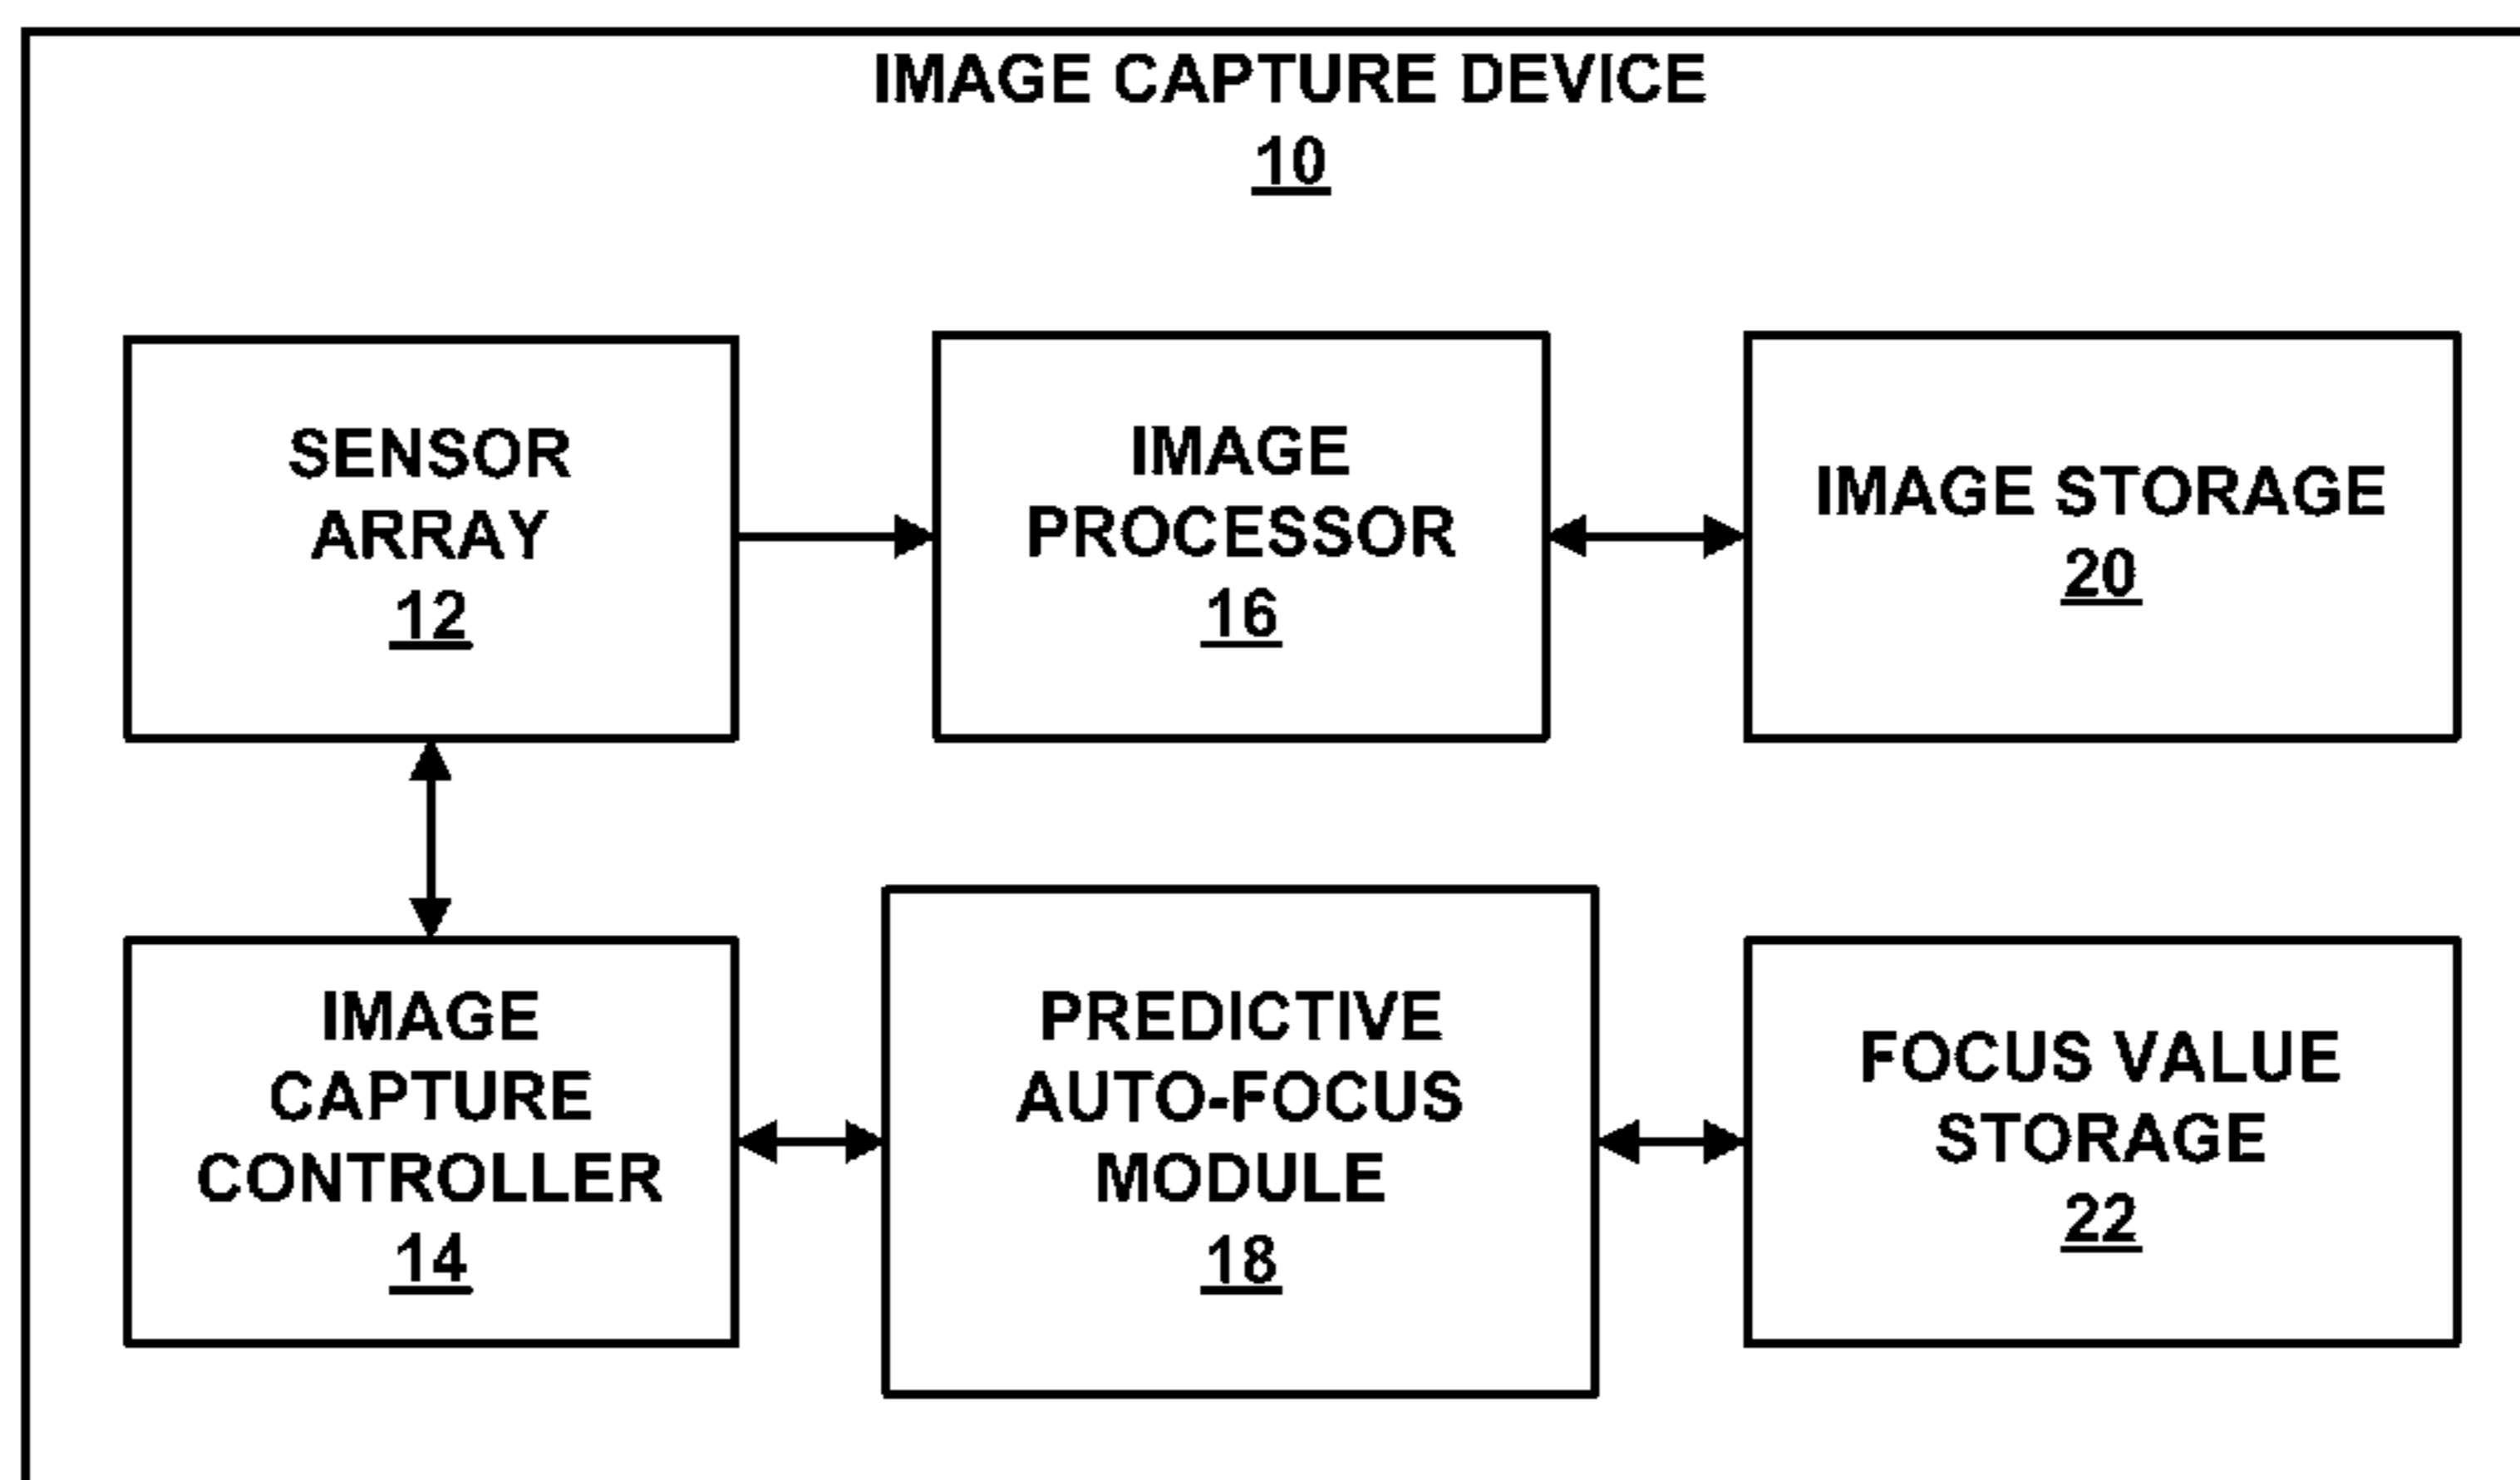 IMAGE CAPTURE DEVICE
10
SENSOR
ARRAY
12
IMAGE
PROCESSOR
16
IMAGE STORAGE
20
IMAGE
CAPTURE
CONTROLLER
14
PREDICTIVE
AUTO-FOCUS
MODULE
18
FOCUS VALUE
STORAGE
22